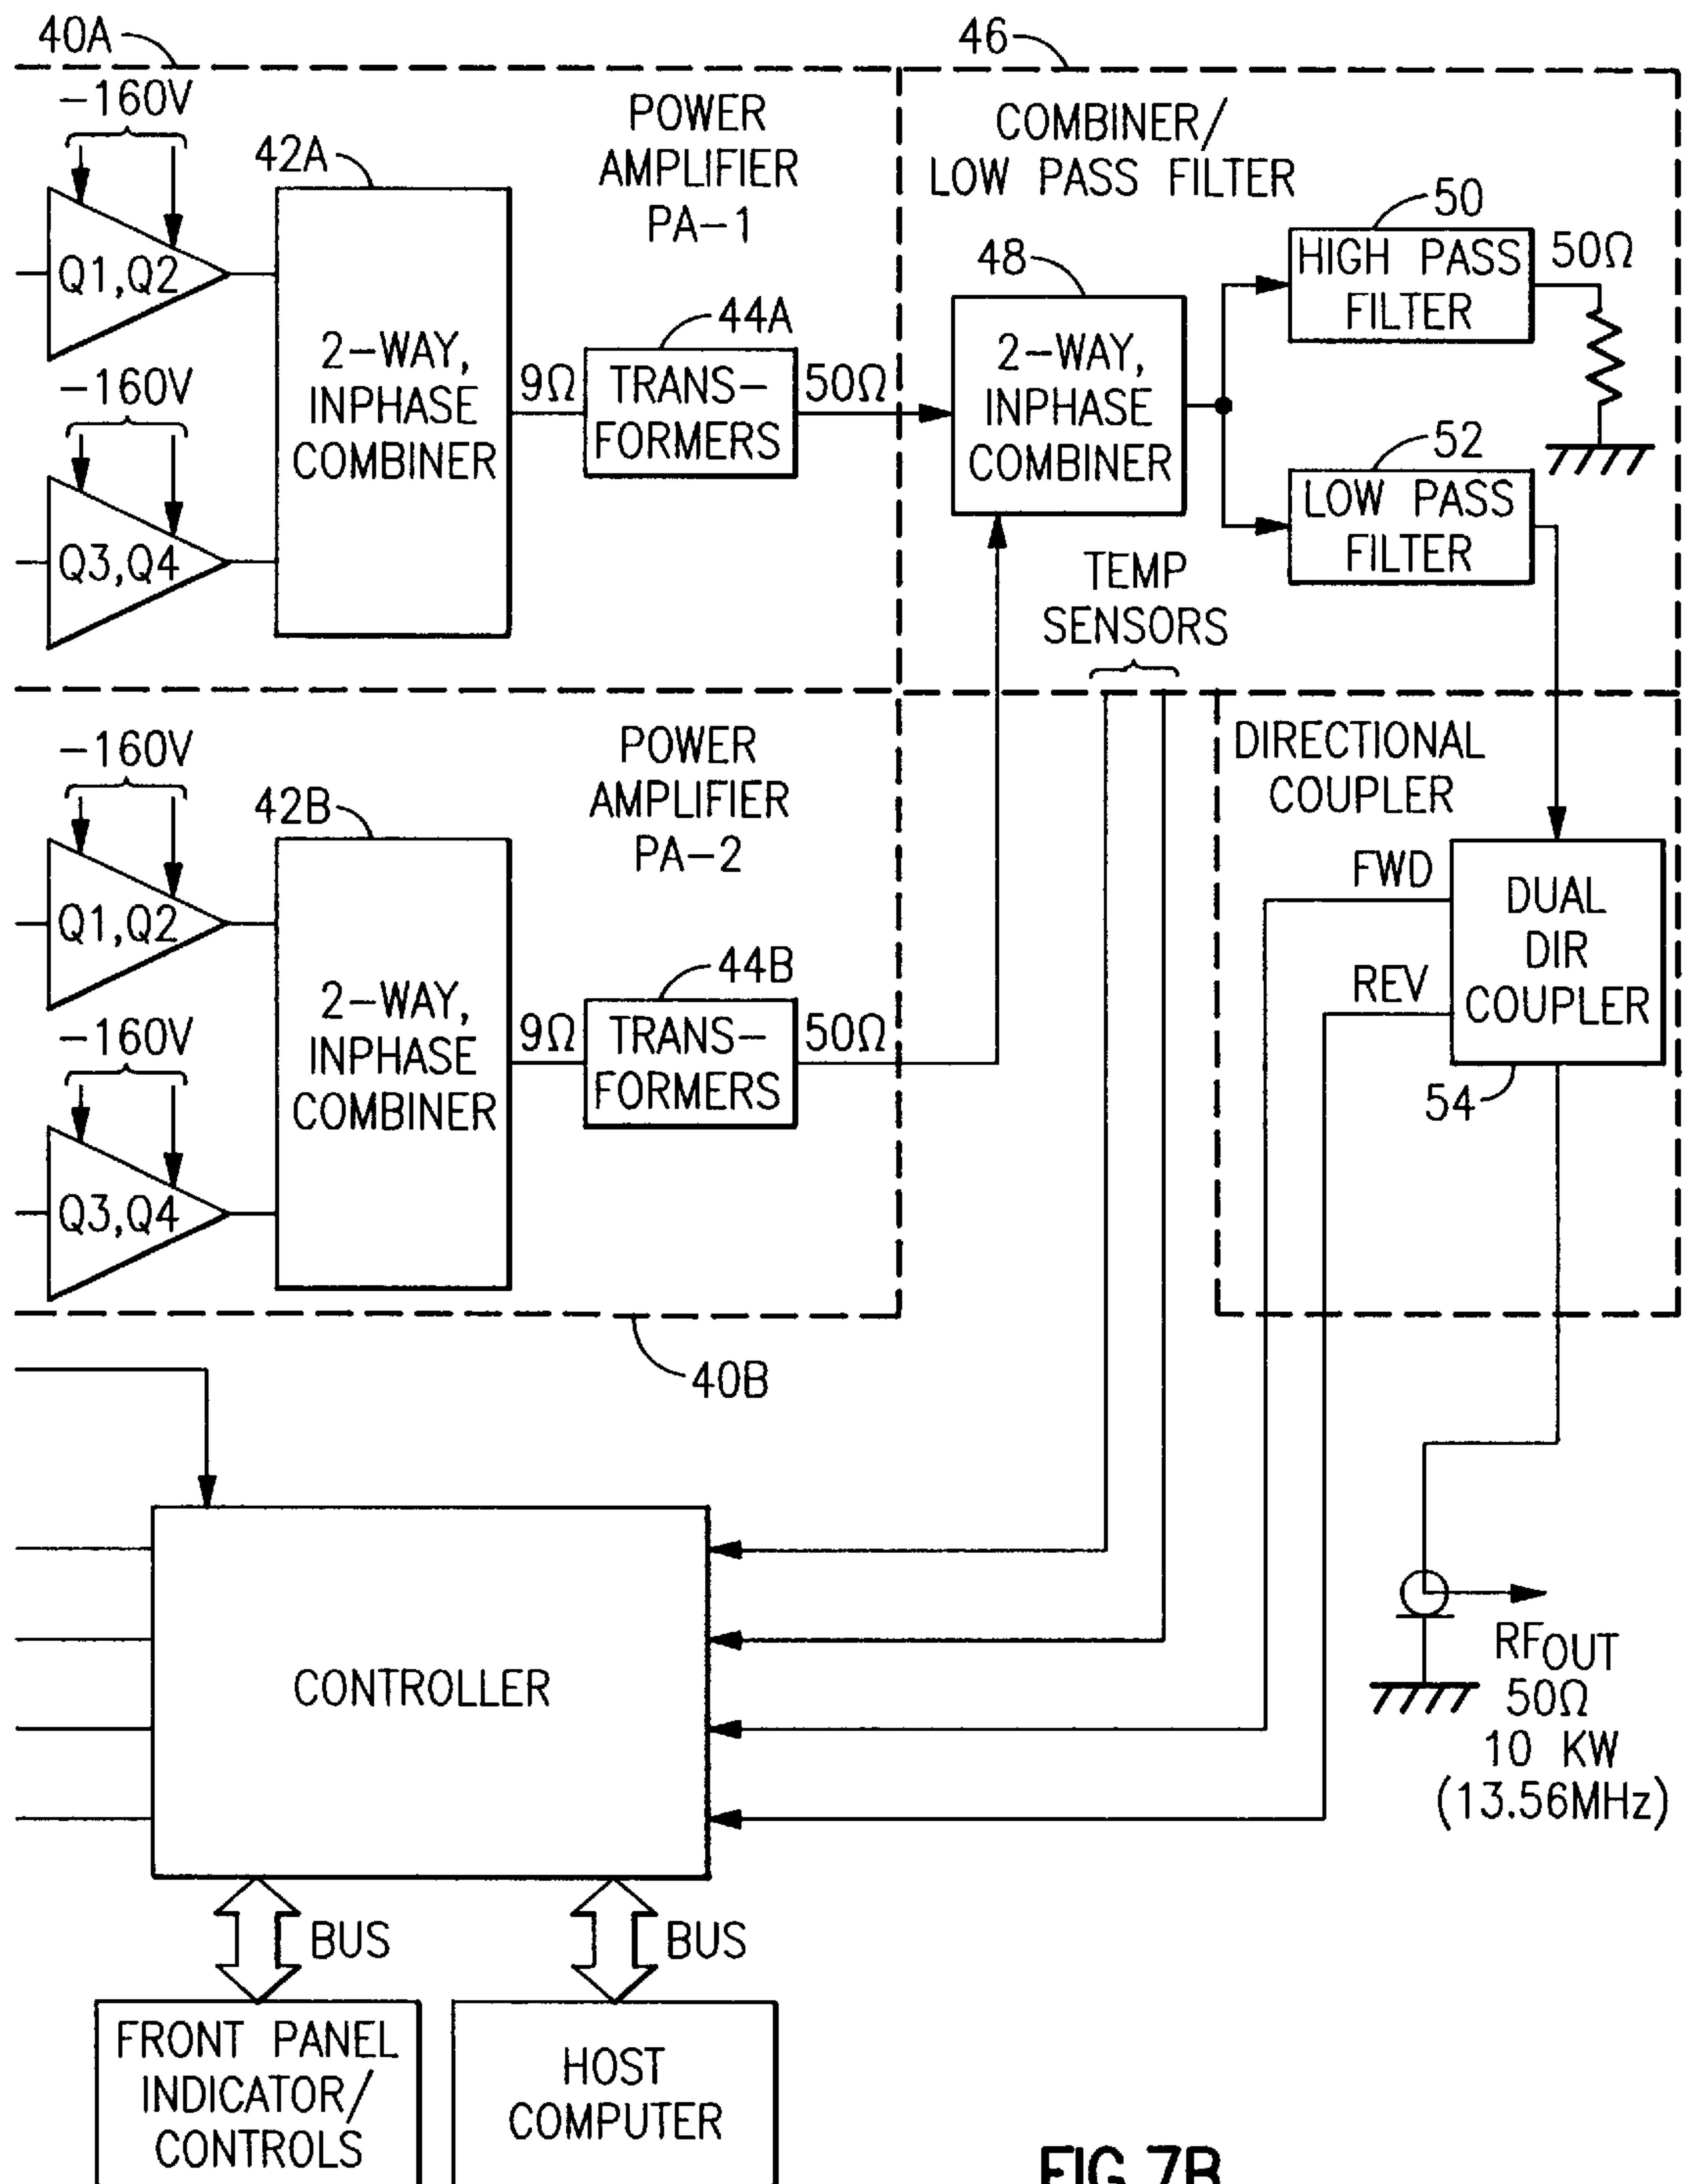 40A
46
-160V
POWER
AMPLIFIER
PA-1
COMBINER/
LOW PASS FILTER
42A
Q1,Q2
2-WAY,
INPHASE
COMBINER
44A
9Ω
TRANS-
FORMERS
50Ω
48
2-WAY,
INPHASE
COMBINER
50
HIGH PASS
FILTER
50Ω
-160V
Q3,Q4
52
LOW PASS
FILTER
TEMP
SENSORS
-160V
POWER
AMPLIFIER
PA-2
DIRECTIONAL
COUPLER
42B
Q1,Q2
2-WAY,
INPHASE
COMBINER
44B
9Ω
TRANS-
FORMERS
50Ω
FWD
REV
DUAL
DIR
COUPLER
54
-160V
Q3,Q4
40B
CONTROLLER
RFOUT
50Ω
10 KW
(13.56MHz)
BUS
BUS
FRONT PANEL
INDICATOR/
CONTROLS
HOST
COMPUTER
FIG.7B